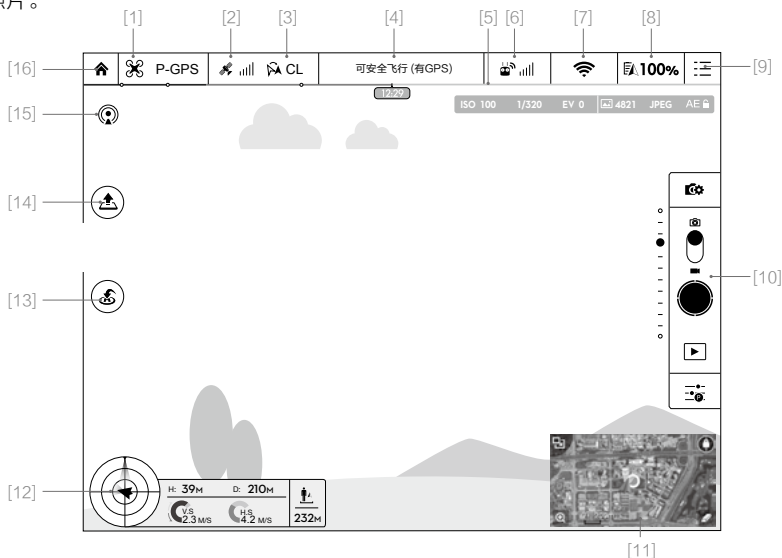 照片。
[1] [2] [3] [4] [5] [6] [7] [8]
[16] P-GPS CL 可安全飞行 (有GPS) 100% [9]
12:29
ISO 100 1/320 EV 0 4821 JPEG AE
[15]
[14]
[10]
[13]
P
H: 39M D: 210M
[12]
V.S 2.3 M/S H.S 4.2 M/S 232M
[11]